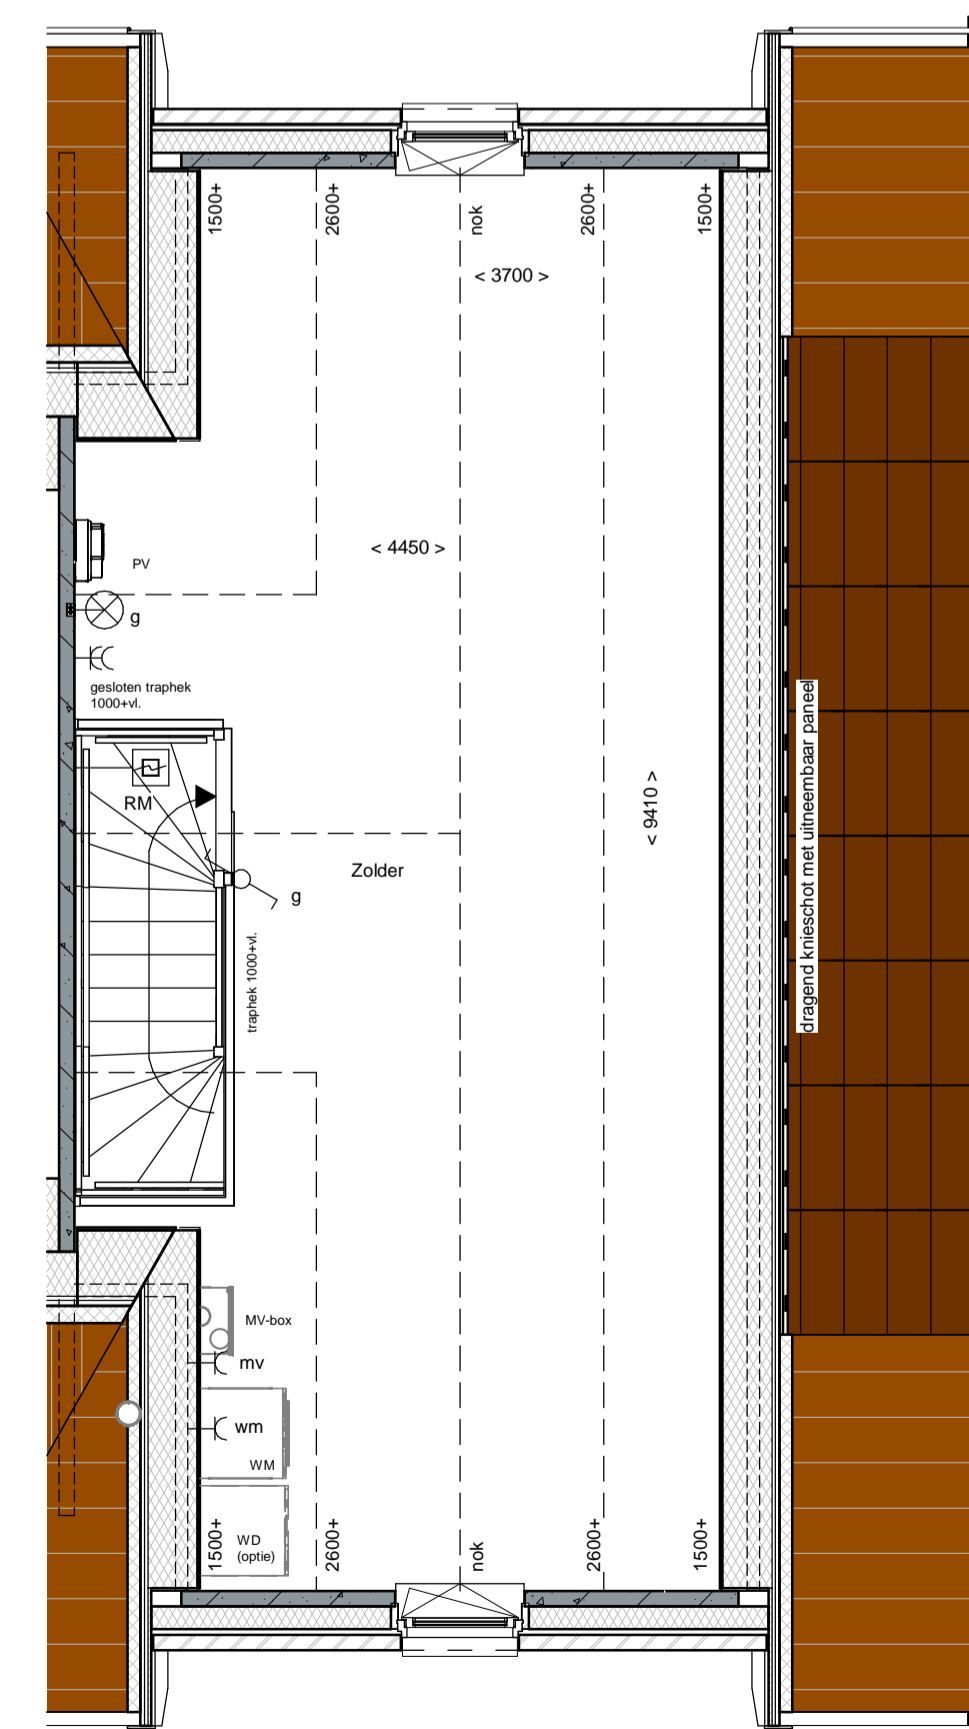 1500+
2600+
nok
2600+
1500+
< 3700 >
< 4450 >
PV
g
gesloten traphek
1000+vl.
RM
< 9410 >
dragend knieschot met uitneembaar paneel
Zolder
g
traphek 1000+vl.
MV-box
mv
wm
WM
WD
(optie)
1500+
2600+
nok
2600+
1500+